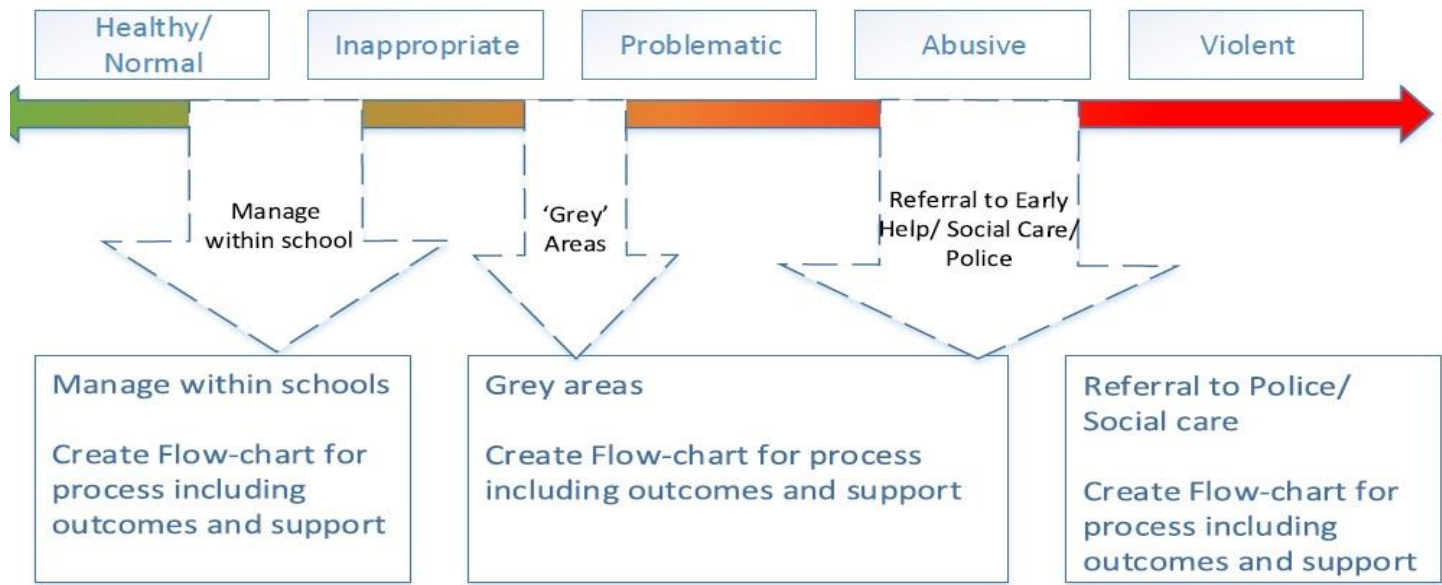 Healthy/
Normal
Inappropriate
Problematic
Abusive
Violent
Manage
within school
‘Grey’
Areas
Referral to Early
Help/ Social Care/
Police
Manage within schools
Create Flow-chart for
process including
outcomes and support
Grey areas
Create Flow-chart for process
including outcomes and support
Referral to Police/
Social care
Create Flow-chart for
process including
outcomes and support